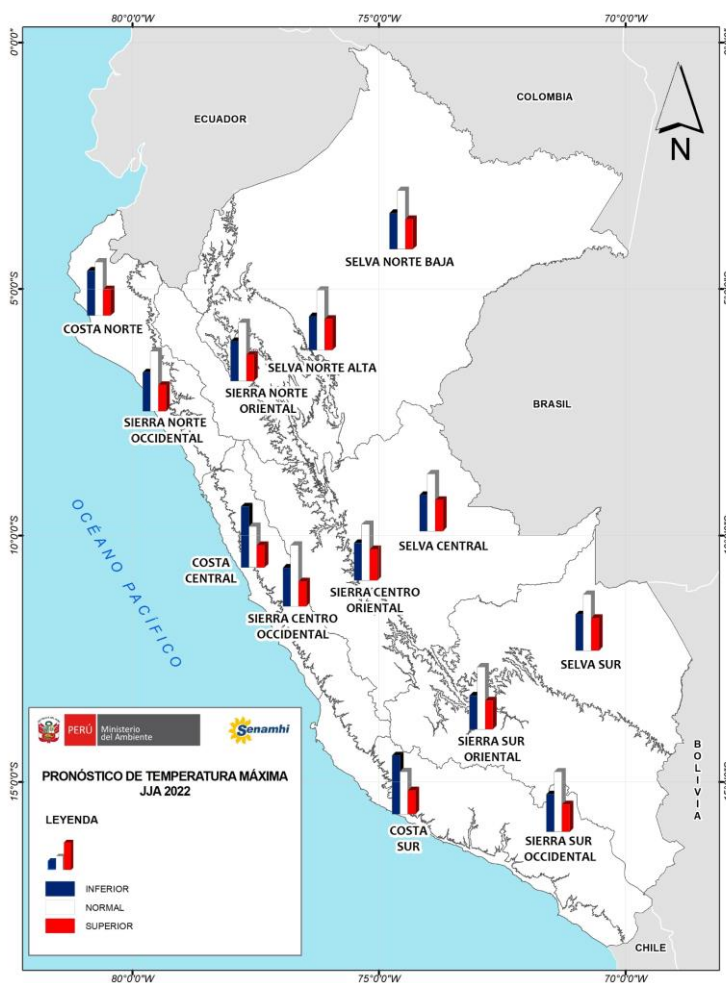 80°0'0"W 75°0'0"W 70°0'0"W
0°0'0"
COLOMBIA
ECUADOR
N
SELVA NORTE BAJA
5°0'0"S
COSTA NORTE
SELVA NORTE ALTA
SIERRA NORTE
ORIENTAL
BRASIL
SIERRA NORTE
OCCIDENTAL
OCÉANO PACÍFICO
10°0'0"S
SELVA CENTRAL
COSTA
CENTRAL
SIERRA CENTRO
ORIENTAL
SIERRA CENTRO
OCCIDENTAL
SELVA SUR
SIERRA SUR
ORIENTAL
BOLIVIA
15°0'0"S
COSTA
SUR
SIERRA SUR
OCCIDENTAL
CHILE
PERÚ
Ministerio
del Ambiente
Senamhi
PRONÓSTICO DE TEMPERATURA MÁXIMA
JJA 2022
LEYENDA
INFERIOR
NORMAL
SUPERIOR
80°0'0"W 75°0'0"W 70°0'0"W